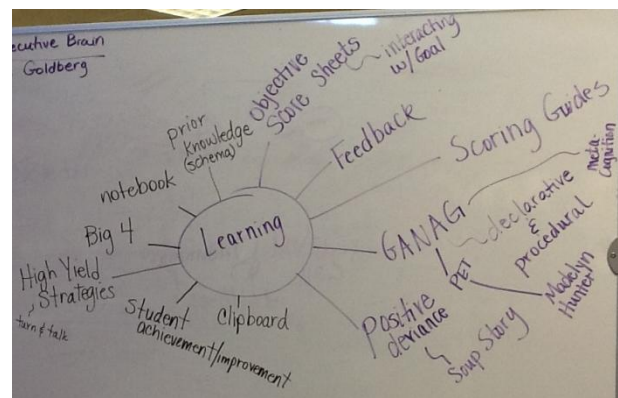 ecutive Brain
Goldberg
Objective
Score Sheets
interacting
w/Goal
Feedback
Scoring Guides
meta-
Cognition
GANAG
declarative
&
procedural
PET
Madelyn
Hunter
Positive
deviance
Soup Story
Clipboard
Student
achievement/improvement
High Yield
Strategies
turn & talk
Big 4
notebook
prior
knowledge
(schema)
Learning